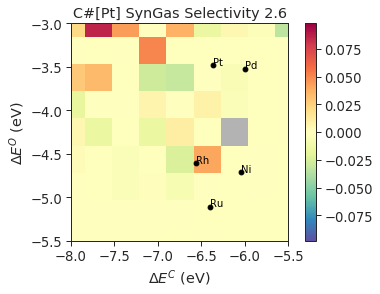 C#[Pt] SynGas Selectivity 2.6
−3.0
−3.5
−4.0
−4.5
−5.0
−5.5
ΔE^O (eV)
Pt
Pd
Rh
Ni
Ru
−8.0 −7.5 −7.0 −6.5 −6.0 −5.5
ΔE^C (eV)
0.075
0.050
0.025
0.000
−0.025
−0.050
−0.075